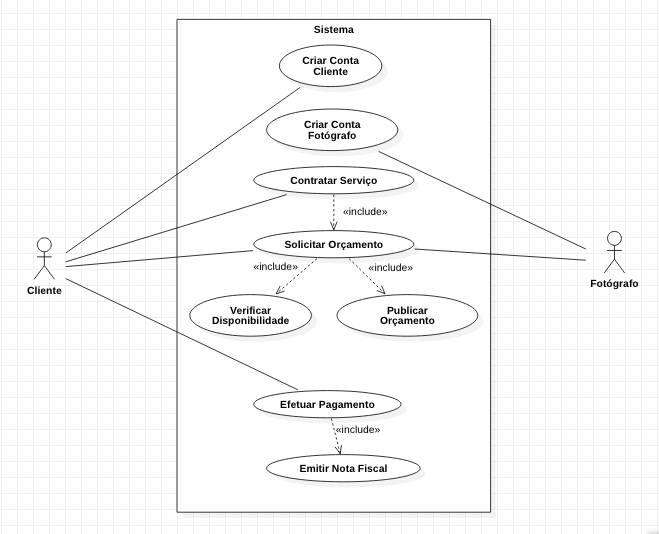 Sistema
Criar Conta
Cliente
Criar Conta
Fotógrafo
Contratar Serviço
«include»
Solicitar Orçamento
«include»
«include»
Cliente
Fotógrafo
Verificar
Disponibilidade
Publicar
Orçamento
Efetuar Pagamento
«include»
Emitir Nota Fiscal